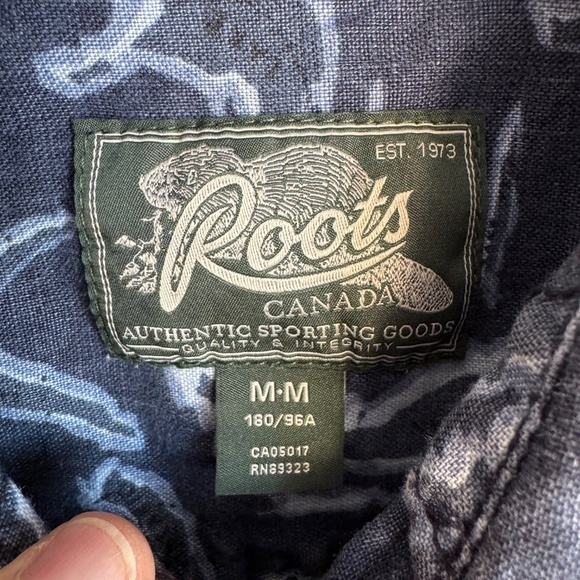 EST. 1973
Roots
CANADA
AUTHENTIC SPORTING GOODS
QUALITY & INTEGRITY
M·M
180/96A
CA05017
RN89323